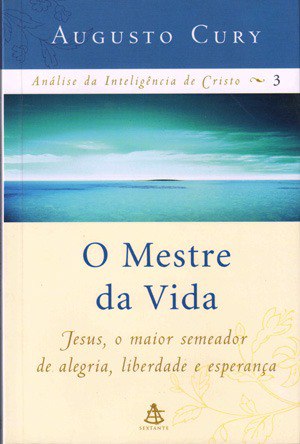 AUGUSTO CURY
Análise da Inteligência de Cristo ~ 3
O Mestre
da Vida
Jesus, o maior semeador
de alegria, liberdade e esperança
SEXTANTE